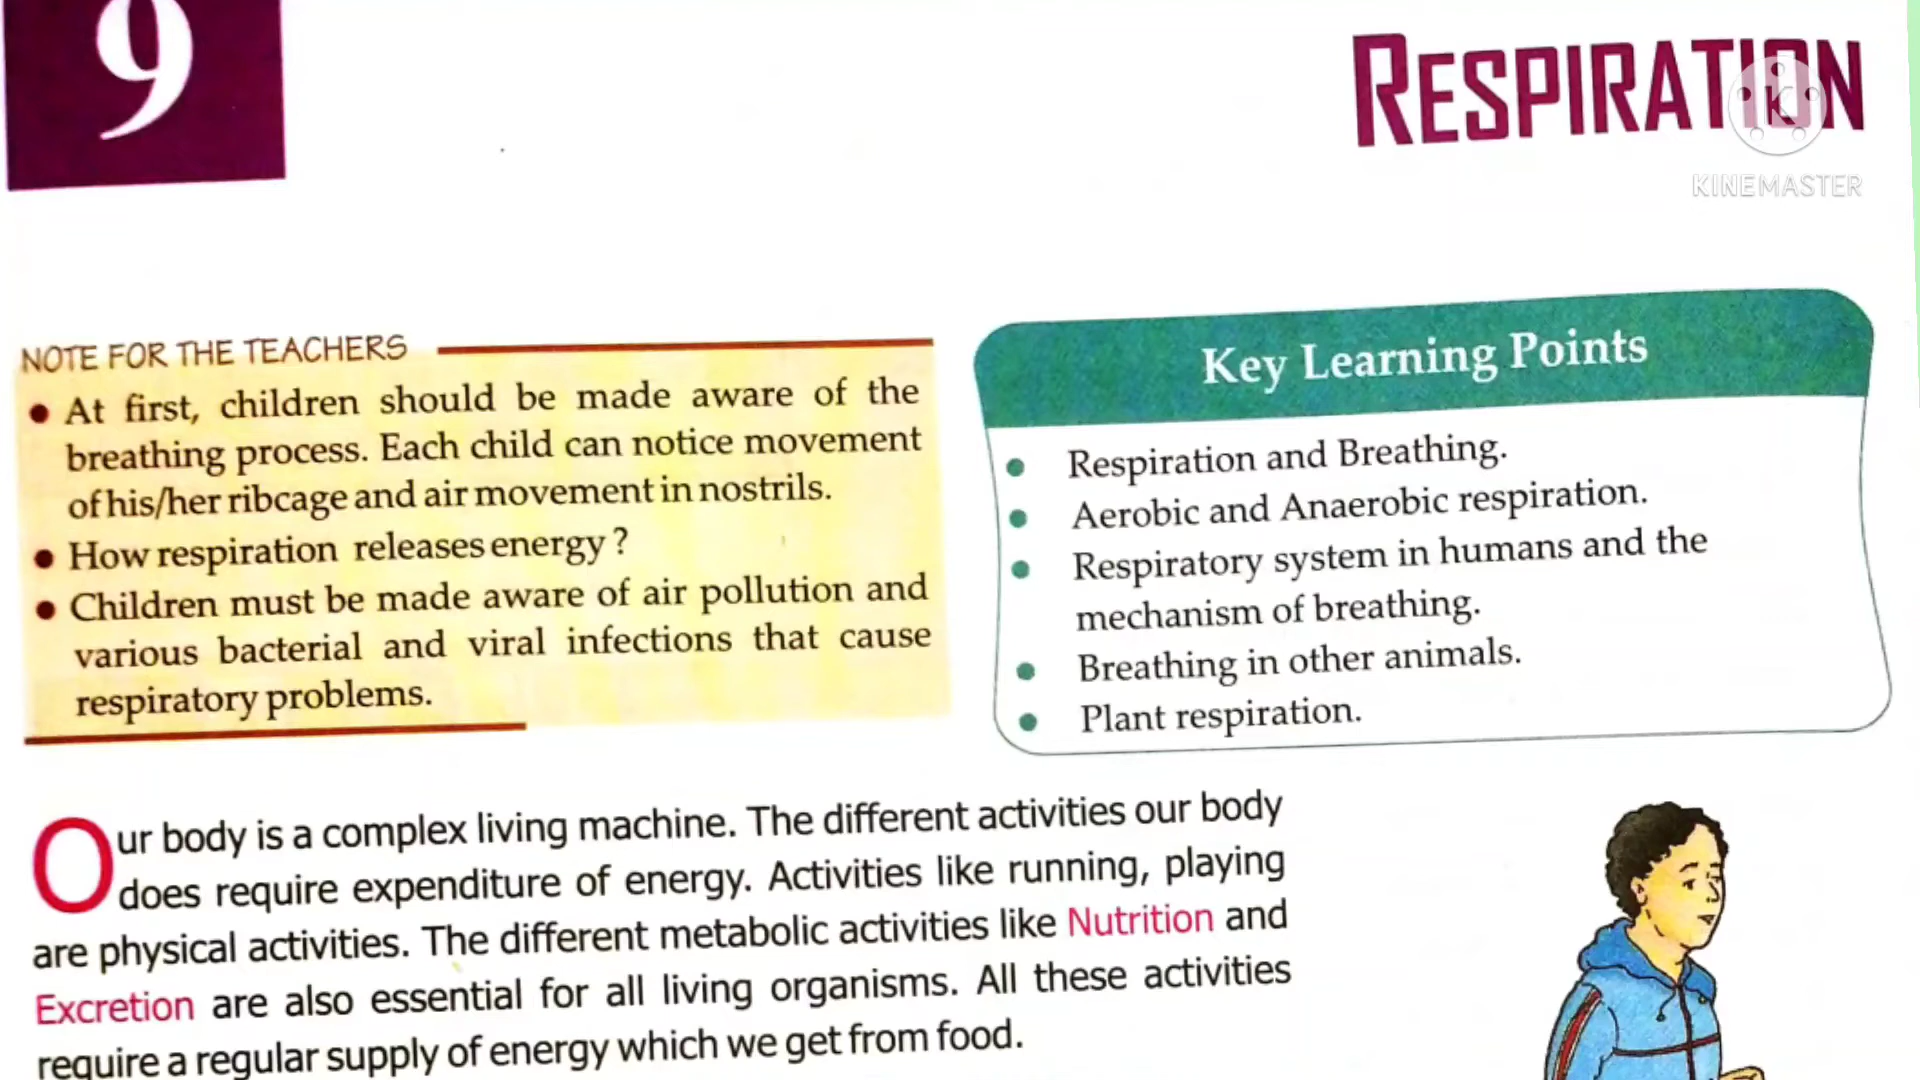 9
RESPIRATION
KINEMASTER
NOTE FOR THE TEACHERS
• At first, children should be made aware of the
breathing process. Each child can notice movement
of his/her ribcage and air movement in nostrils.
• How respiration releases energy ?
• Children must be made aware of air pollution and
various bacterial and viral infections that cause
respiratory problems.
Key Learning Points
• Respiration and Breathing.
• Aerobic and Anaerobic respiration.
• Respiratory system in humans and the
mechanism of breathing.
• Breathing in other animals.
• Plant respiration.
Our body is a complex living machine. The different activities our body
does require expenditure of energy. Activities like running, playing
are physical activities. The different metabolic activities like Nutrition and
Excretion are also essential for all living organisms. All these activities
require a regular supply of energy which we get from food.